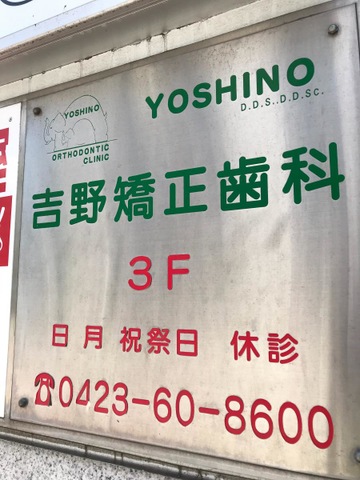 YOSHINO
ORTHODONTIC
CLINIC
YOSHINO
D.D.S.,D.D.Sc.
吉野矯正歯科
3F
日 月 祝祭日 休診
☎0423-60-8600